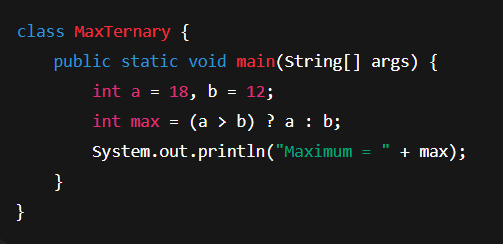 class MaxTernary {
    public static void main(String[] args) {
        int a = 18, b = 12;
        int max = (a > b) ? a : b;
        System.out.println("Maximum = " + max);
    }
}